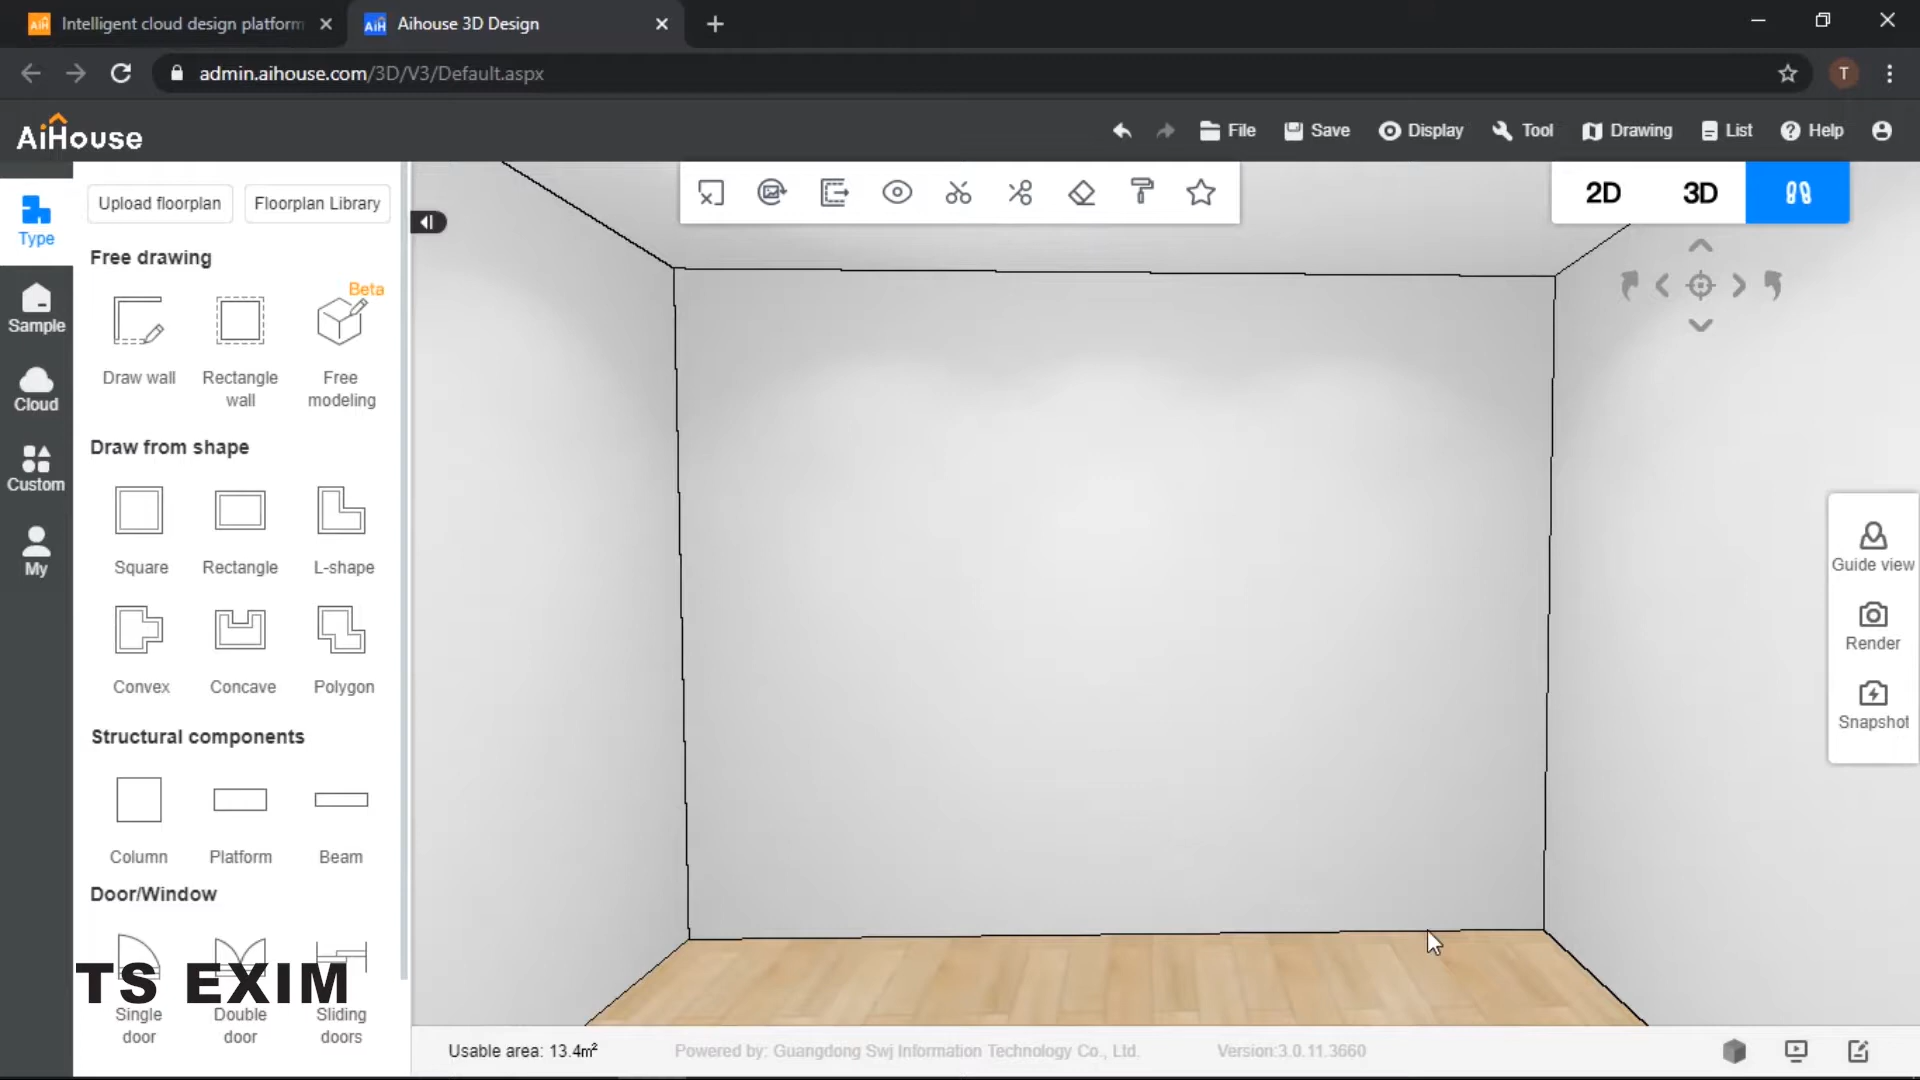 Intelligent cloud design platform
Aihouse 3D Design
admin.aihouse.com/3D/V3/Default.aspx
T
AiHouse
File
Save
Display
Tool
Drawing
List
Help
Type
Sample
Cloud
Custom
My
Upload floorplan
Floorplan Library
Free drawing
Beta
Draw wall
Rectangle wall
Free modeling
Draw from shape
Square
Rectangle
L-shape
Convex
Concave
Polygon
Structural components
Column
Platform
Beam
Door/Window
TS EXIM
Single door
Double door
Sliding doors
2D
3D
Guide view
Render
Snapshot
Usable area: 13.4m²
Powered by: Guangdong Swj Information Technology Co., Ltd.
Version:3.0.11.3660